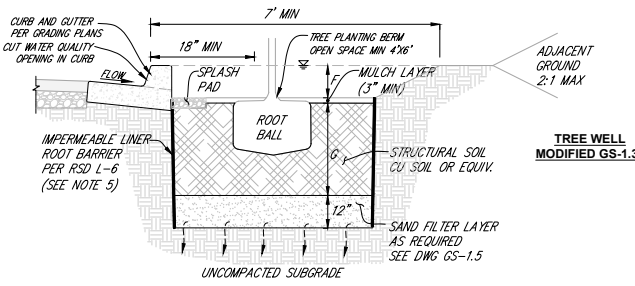 7' MIN
CURB AND GUTTER
PER GRADING PLANS
CUT WATER QUALITY
OPENING IN CURB
18" MIN
TREE PLANTING BERM
OPEN SPACE MIN 4'X6'
FLOW
SPLASH
PAD
F
MULCH LAYER
(3" MIN)
ADJACENT
GROUND
2:1 MAX
ROOT
BALL
IMPERMEABLE LINER
ROOT BARRIER
PER RSD L-6
(SEE NOTE 5)
G
STRUCTURAL SOIL
CU SOIL OR EQUIV.
TREE WELL
MODIFIED GS-1.3
12"
SAND FILTER LAYER
AS REQUIRED
SEE DWG GS-1.5
UNCOMPACTED SUBGRADE